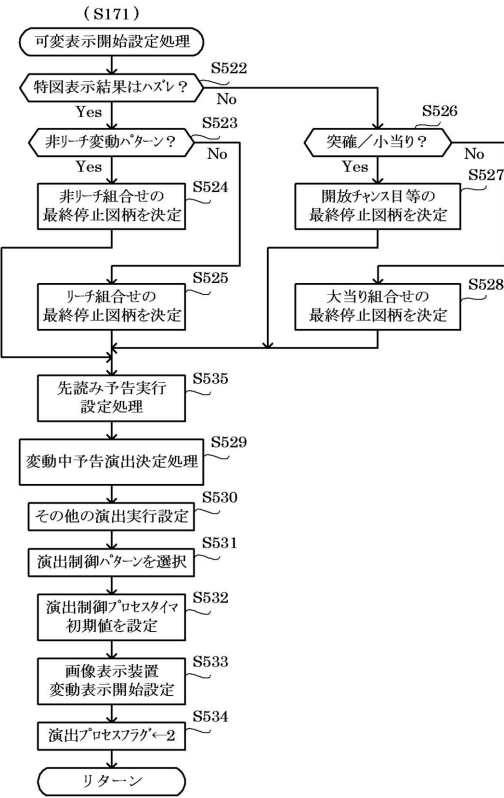 (S171)
可変表示開始設定処理
特図表示結果はﾊｽﾞﾚ?
S522
Yes
No
非ﾘｰﾁ変動ﾊﾟﾀｰﾝ?
S523
Yes
No
突確／小当り?
S526
Yes
No
非ﾘｰﾁ組合せの
最終停止図柄を決定
S524
開放ﾁｬﾝｽ目等の
最終停止図柄を決定
S527
ﾘｰﾁ組合せの
最終停止図柄を決定
S525
大当り組合せの
最終停止図柄を決定
S528
先読み予告実行
設定処理
S535
変動中予告演出決定処理
S529
その他の演出実行設定
S530
演出制御ﾊﾟﾀｰﾝを選択
S531
演出制御ﾌﾟﾛｾｽﾀｲﾏ
初期値を設定
S532
画像表示装置
変動表示開始設定
S533
演出ﾌﾟﾛｾｽﾌﾗｸﾞ←2
S534
リターン